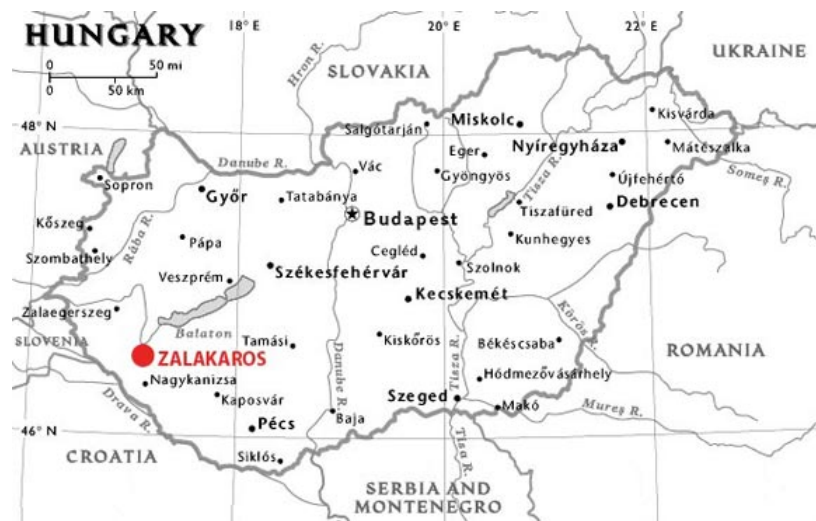 HUNGARY
18 E
20 E
22 E
0 50 mi
0 50 km
Hron R.
SLOVAKIA
UKRAINE
48 N
Salgótarján
Miskolc
Kisvárda
AUSTRIA
Eger
Nyíregyháza
Mátészalka
Danube R.
Vác
Gyöngyös
Tisza R.
Újfehértó
Someş R.
Sopron
Győr
Tatabánya
Tiszafüred
Debrecen
Kőszeg
Rába R.
Budapest
Pápa
Kunhegyes
Szombathely
Cegléd
Veszprém
Székesfehérvár
Szolnok
Kecskemét
Zalaegerszeg
Balaton
Körös R.
SLOVENIA
Tamási
Kiskőrös
Békéscsaba
ROMANIA
ZALAKAROS
Danube R.
Tisza R.
Nagykanizsa
Hódmezővásárhely
Drava R.
Kaposvár
Szeged
Makó
Mureş R.
Pécs
Baja
46 N
Tisa R.
CROATIA
Siklós
SERBIA AND
MONTENEGRO